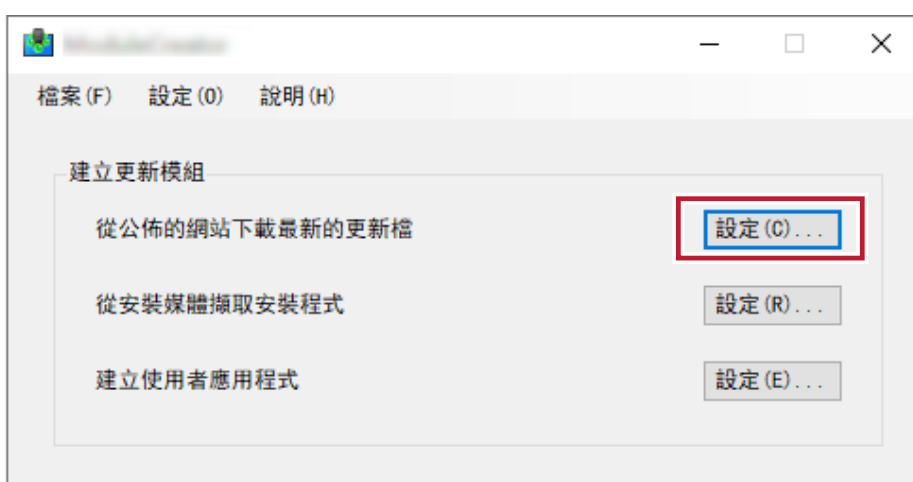 檔案(F) 設定(O) 說明(H)
建立更新模組
從公佈的網站下載最新的更新檔 設定(C)...
從安裝媒體擷取安裝程式 設定(R)...
建立使用者應用程式 設定(E)...